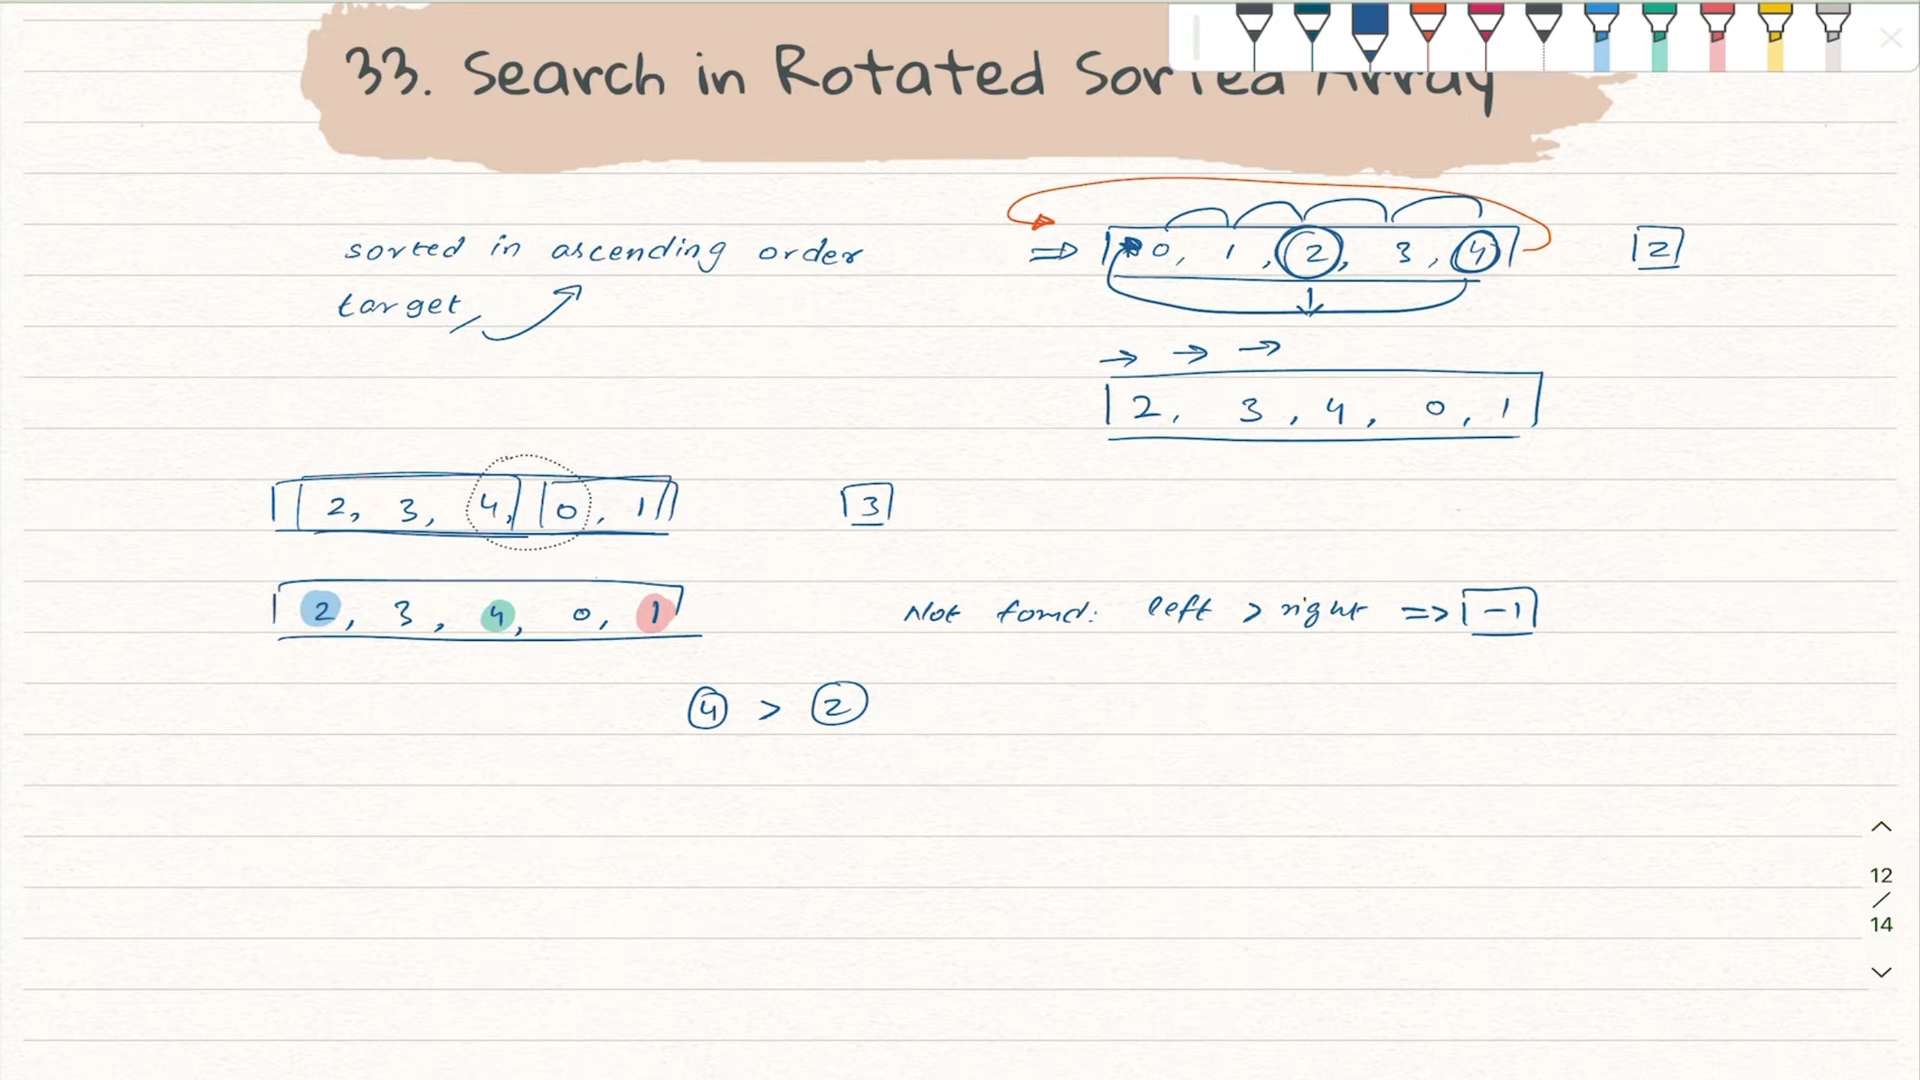 33. Search in Rotated Sorted Array
sorted in ascending order
target
=> 0, 1, 2, 3, 4 2
2, 3, 4, 0, 1
2, 3, 4, 0, 1 3
2, 3, 4, 0, 1 Not found: left > right => -1
4 > 2
12
/
14